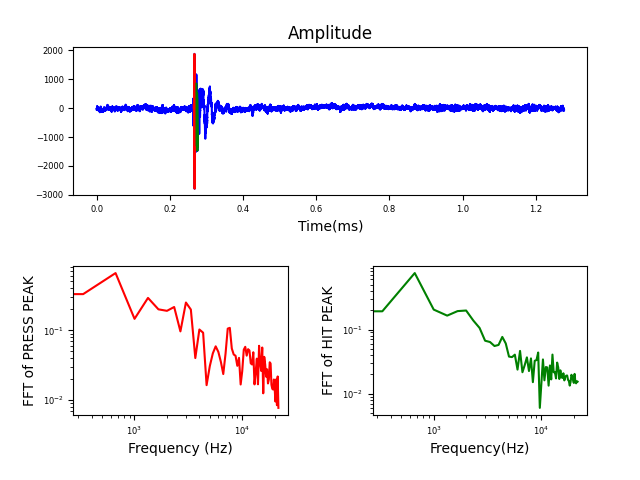 Amplitude
2000
1000
0
−1000
−2000
−3000
0.0 0.2 0.4 0.6 0.8 1.0 1.2
Time(ms)
FFT of PRESS PEAK
10⁻¹
10⁻²
10³ 10⁴
Frequency (Hz)
FFT of HIT PEAK
10⁻¹
10⁻²
10³ 10⁴
Frequency(Hz)